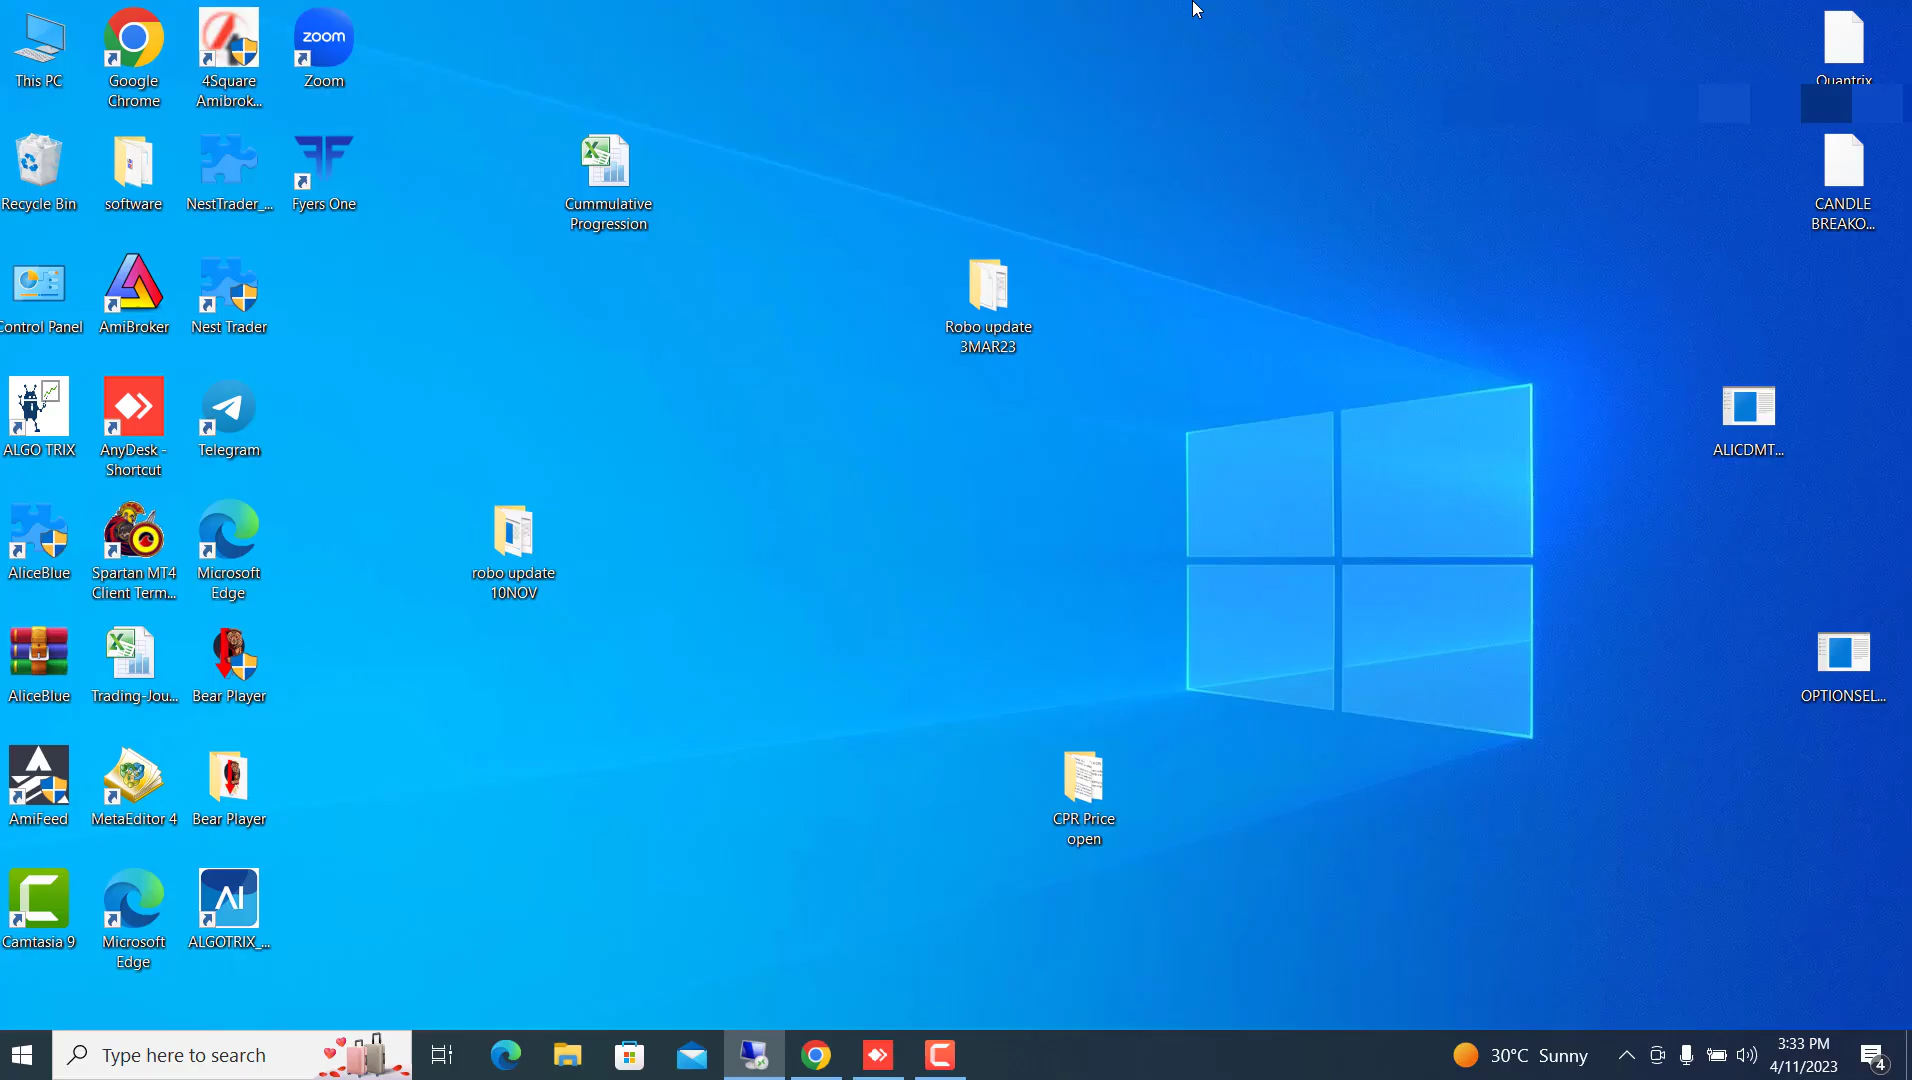 This PC
Google
Chrome
4Square
Amibrok...
zoom
Zoom
Quantrix
Recycle Bin
software
NestTrader_...
Fyers One
Cummulative
Progression
CANDLE
BREAKO...
Control Panel
AmiBroker
Nest Trader
Robo update
3MAR23
ALGO TRIX
AnyDesk -
Shortcut
Telegram
ALICDMT...
AliceBlue
Spartan MT4
Client Term...
Microsoft
Edge
robo update
10NOV
AliceBlue
Trading-Jou...
Bear Player
OPTIONSEL...
AmiFeed
MetaEditor 4
Bear Player
CPR Price
open
Camtasia 9
Microsoft
Edge
AI
ALGOTRIX_...
Type here to search
30°C Sunny
3:33 PM
4/11/2023
4